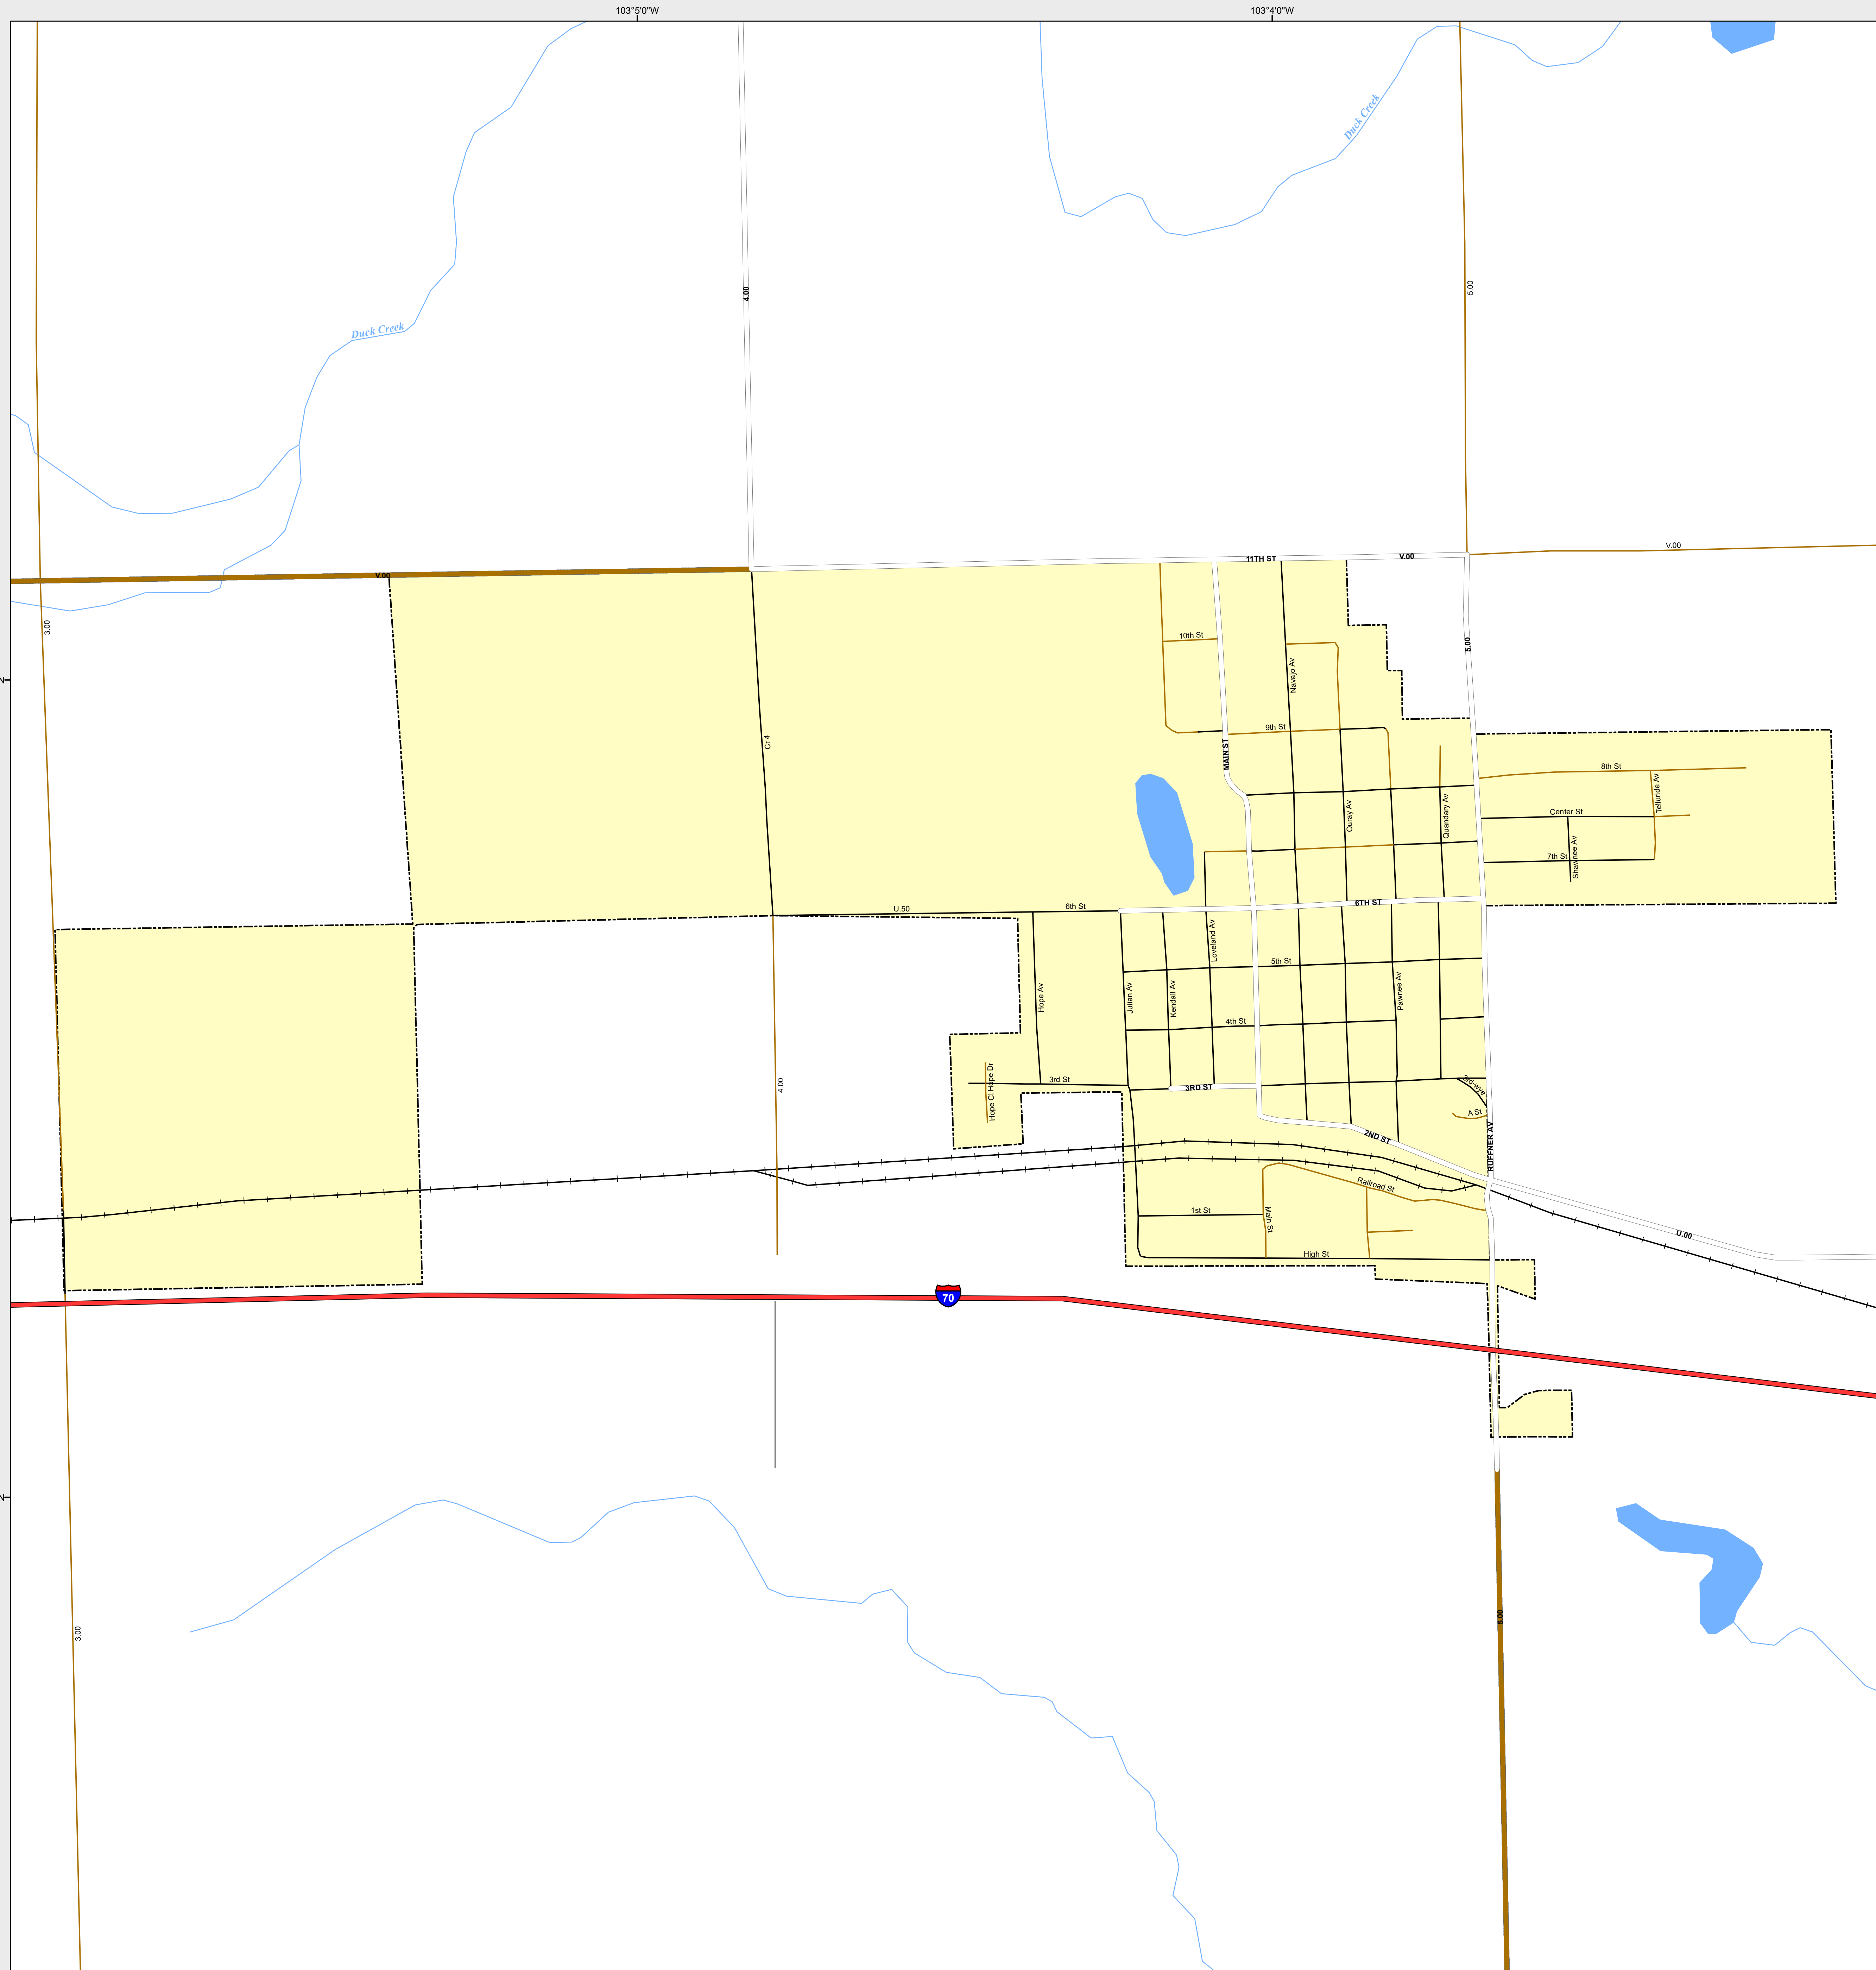 103°5'0"W
103°4'0"W
Duck Creek
5.00
4.00
Duck Creek
V.00
11TH ST
V.00
V.00
3.00
10th St
5.00
Navajo Av
9th St
Cr 4
MAIN ST
8th St
Telluride Av
Ouray Av
Quandary Av
Center St
7th St
Shawnee Av
U.50
6th St
6TH ST
Loveland Av
5th St
Hope Av
Julian Av
Kendall Av
Pawnee Av
4th St
4.00
Hope Ci Hope Dr
3rd St
3RD ST
3rd-wye
A St
2ND ST
RUFFNER AV
Railroad St
1st St
Main St
High St
U.00
70
5.00
3.00